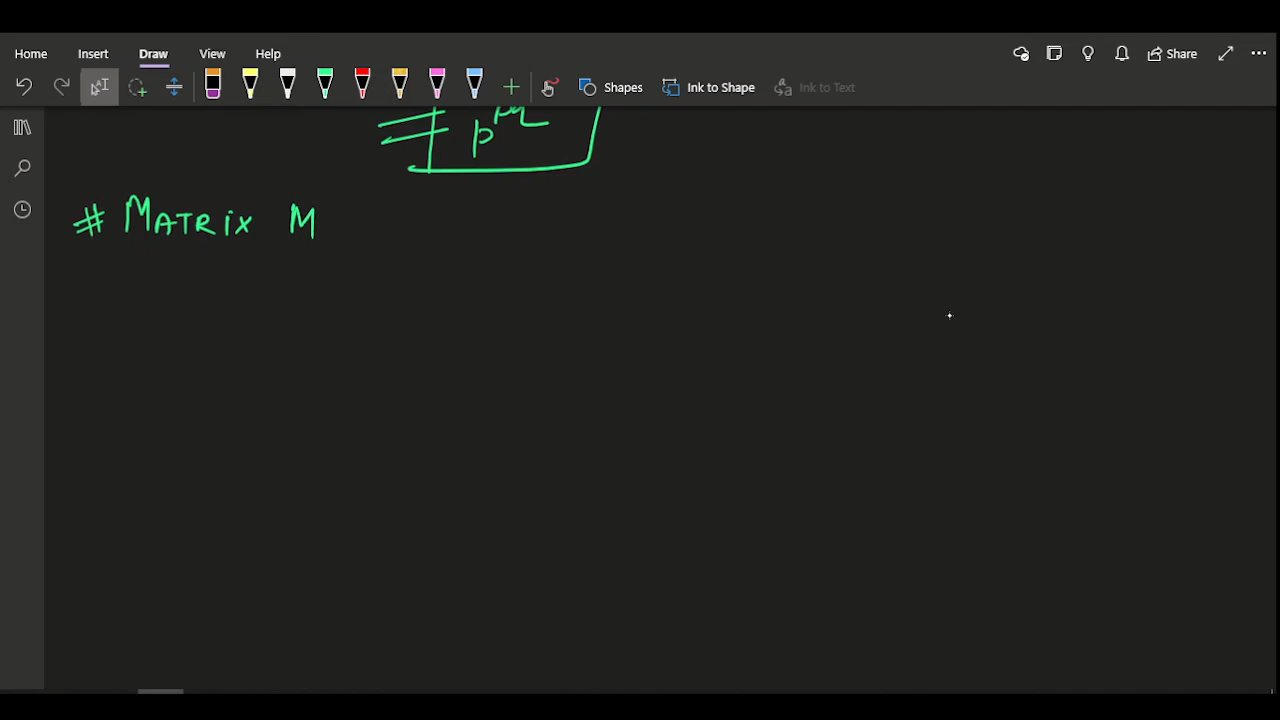 Home Insert Draw View Help Share
Shapes Ink to Shape Ink to Text
# MATRix M